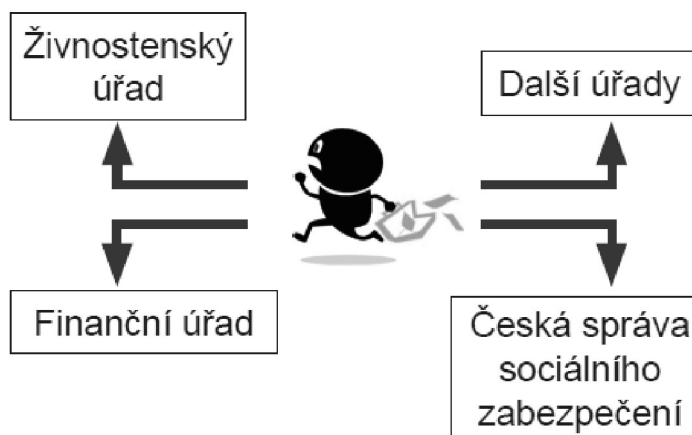 Živnostenský
úřad
Další úřady
Finanční úřad
Česká správa
sociálního
zabezpečení